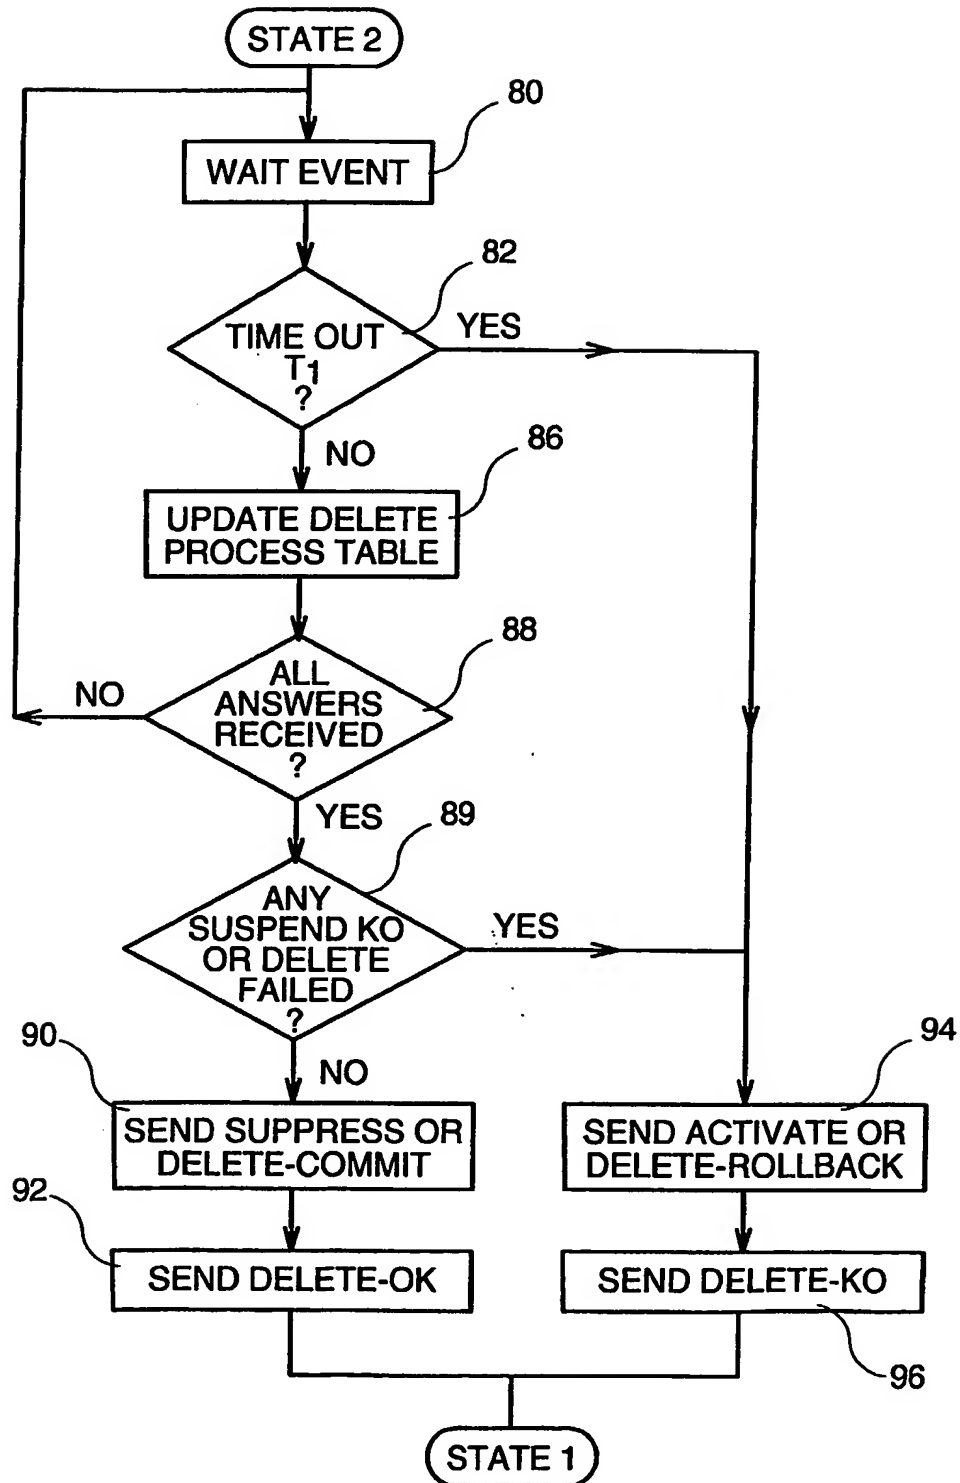 STATE 2
80
WAIT EVENT
82
TIME OUT
T1
?
YES
NO
86
UPDATE DELETE
PROCESS TABLE
88
ALL
ANSWERS
RECEIVED
?
NO
YES
89
ANY
SUSPEND KO
OR DELETE
FAILED
?
YES
NO
90
SEND SUPPRESS OR
DELETE-COMMIT
94
SEND ACTIVATE OR
DELETE-ROLLBACK
92
SEND DELETE-OK
SEND DELETE-KO
96
STATE 1